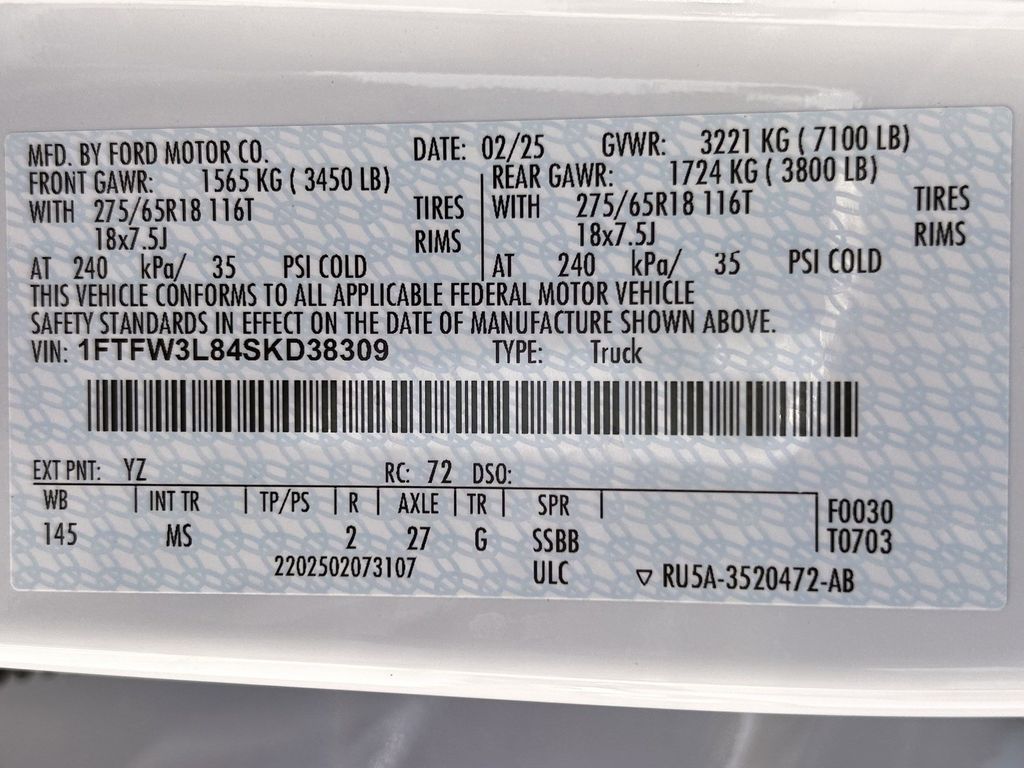 MFD. BY FORD MOTOR CO. DATE: 02/25 GVWR: 3221 KG ( 7100 LB)
FRONT GAWR: 1565 KG ( 3450 LB) REAR GAWR: 1724 KG ( 3800 LB)
WITH 275/65R18 116T TIRES WITH 275/65R18 116T TIRES
18x7.5J RIMS 18x7.5J RIMS
AT 240 kPa/ 35 PSI COLD AT 240 kPa/ 35 PSI COLD
THIS VEHICLE CONFORMS TO ALL APPLICABLE FEDERAL MOTOR VEHICLE
SAFETY STANDARDS IN EFFECT ON THE DATE OF MANUFACTURE SHOWN ABOVE.
VIN: 1FTFW3L84SKD38309 TYPE: Truck
EXT PNT: YZ RC: 72 DSO:
WB INT TR TP/PS R AXLE TR SPR F0030
145 MS 2 27 G SSBB T0703
2202502073107 ULC ▽ RU5A-3520472-AB